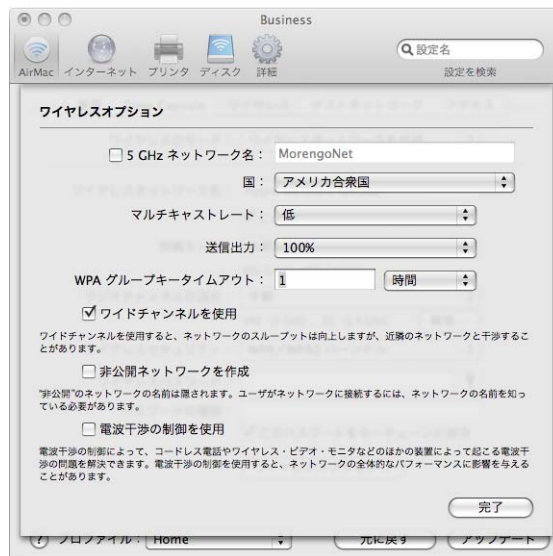 Business
設定名
AirMac インターネット プリンタ ディスク 詳細
設定を検索
ワイヤレスオプション
5 GHz ネットワーク名： MorengoNet
国： アメリカ合衆国
マルチキャストレート： 低
送信出力： 100%
WPA グループキータイムアウト： 1 時間
ワイドチャンネルを使用
ワイドチャンネルを使用すると、ネットワークのスループットは向上しますが、近隣のネットワークと干渉するこ
とがあります。
非公開ネットワークを作成
“非公開”のネットワークの名前は隠されます。ユーザがネットワークに接続するには、ネットワークの名前を知っ
ている必要があります。
電波干渉の制御を使用
電波干渉の制御によって、コードレス電話やワイヤレス・ビデオ・モニタなどのほかの装置によって起こる電波干
渉の問題を解決できます。電波干渉の制御を使用すると、ネットワークの全体的なパフォーマンスに影響を与える
ことがあります。
完了
? プロファイル： Home 元に戻す アップデート